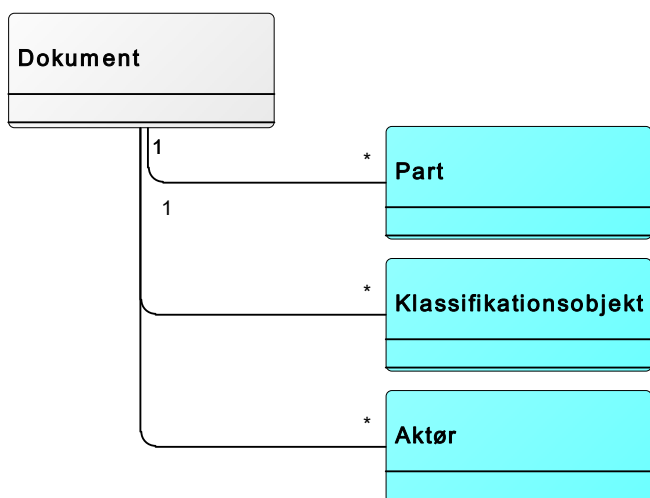 Dokument
1
*
Part
1
*
Klassifikationsobjekt
*
Aktør